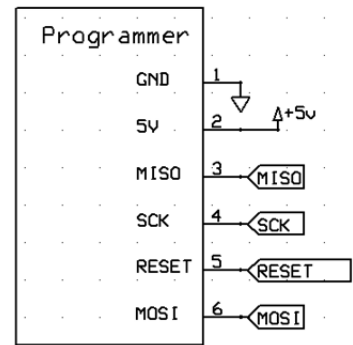 Programmer
GND 1
5V 2 +5v
MISO 3 MISO
SCK 4 SCK
RESET 5 RESET
MOSI 6 MOSI